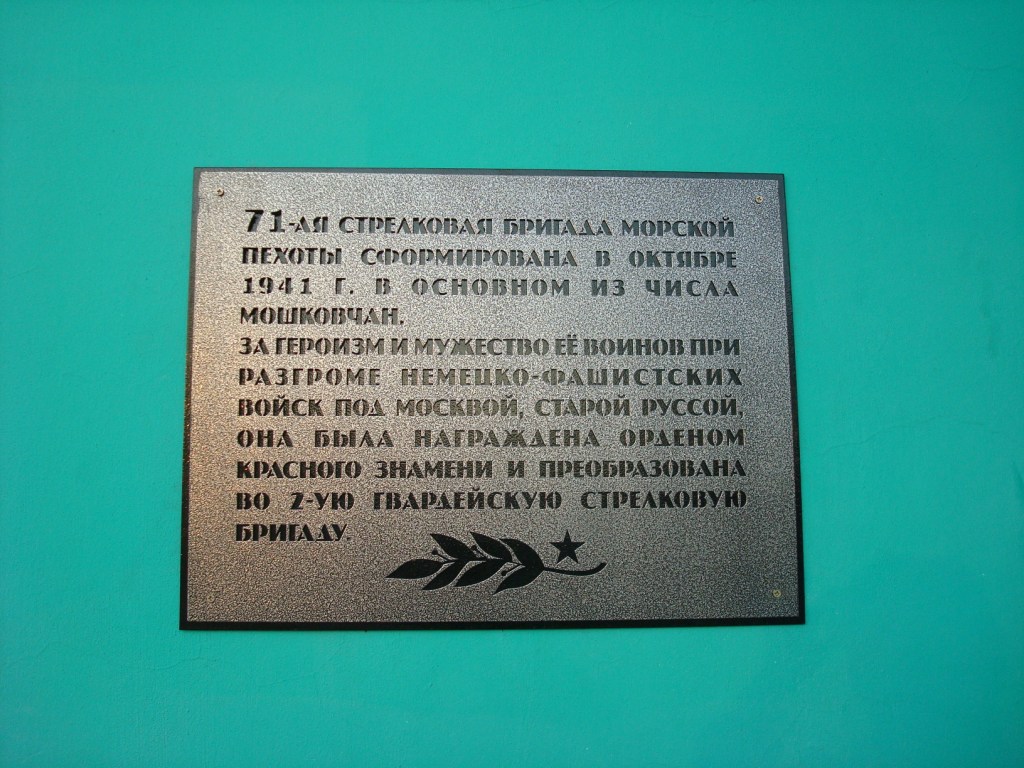 71-АЯ СТРЕЛКОВАЯ БРИГАДА МОРСКОЙ
ПЕХОТЫ СФОРМИРОВАНА В ОКТЯБРЕ
1941 Г. В ОСНОВНОМ ИЗ ЧИСЛА
МОШКОВЧАН.
ЗА ГЕРОИЗМ И МУЖЕСТВО ЕЁ ВОИНОВ ПРИ
РАЗГРОМЕ НЕМЕЦКО-ФАШИСТСКИХ
ВОЙСК ПОД МОСКВОЙ, СТАРОЙ РУССОЙ,
ОНА БЫЛА НАГРАЖДЕНА ОРДЕНОМ
КРАСНОГО ЗНАМЕНИ И ПРЕОБРАЗОВАНА
ВО 2-УЮ ГВАРДЕЙСКУЮ СТРЕЛКОВУЮ
БРИГАДУ.